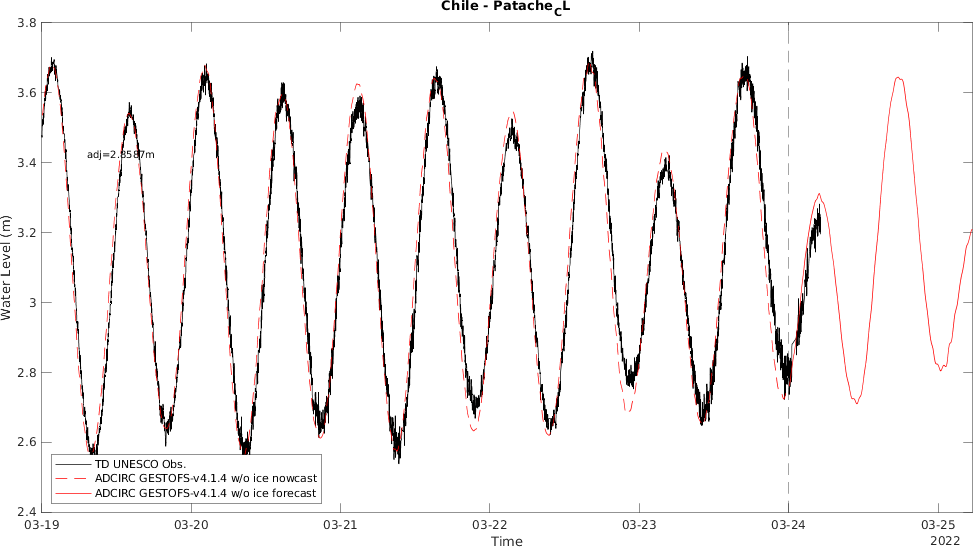 Chile - Patache_CL
3.8
3.6
3.4
3.2
3
2.8
2.6
2.4
Water Level (m)
adj=2.8587m
TD UNESCO Obs.
ADCIRC GESTOFS-v4.1.4 w/o ice nowcast
ADCIRC GESTOFS-v4.1.4 w/o ice forecast
03-19 03-20 03-21 03-22 03-23 03-24 03-25
Time 2022